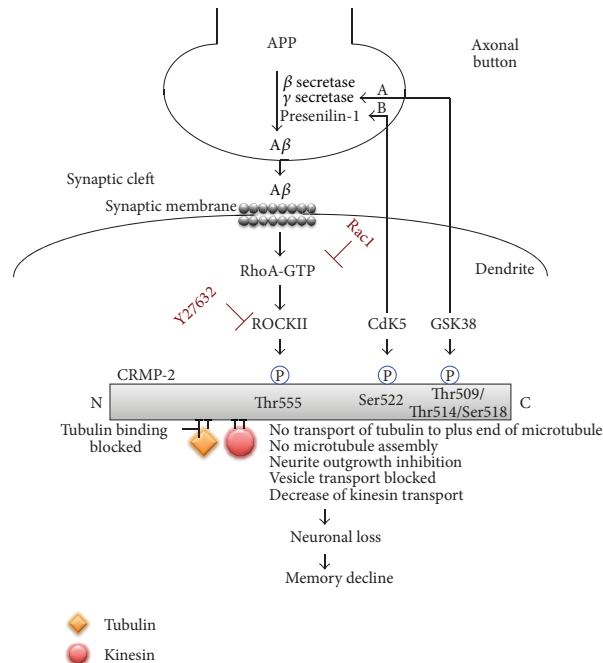 APP
Axonal
button
β secretase
γ secretase
A
Presenilin-1
B
Aβ
Synaptic cleft
Aβ
Synaptic membrane
Rac1
RhoA-GTP
Dendrite
Y27632
ROCKII
CdK5
GSK38
P
P
P
CRMP-2
N
Thr555
Ser522
Thr509/
Thr514/Ser518
C
Tubulin binding
blocked
No transport of tubulin to plus end of microtubule
No microtubule assembly
Neurite outgrowth inhibition
Vesicle transport blocked
Decrease of kinesin transport
Neuronal loss
Memory decline
Tubulin
Kinesin